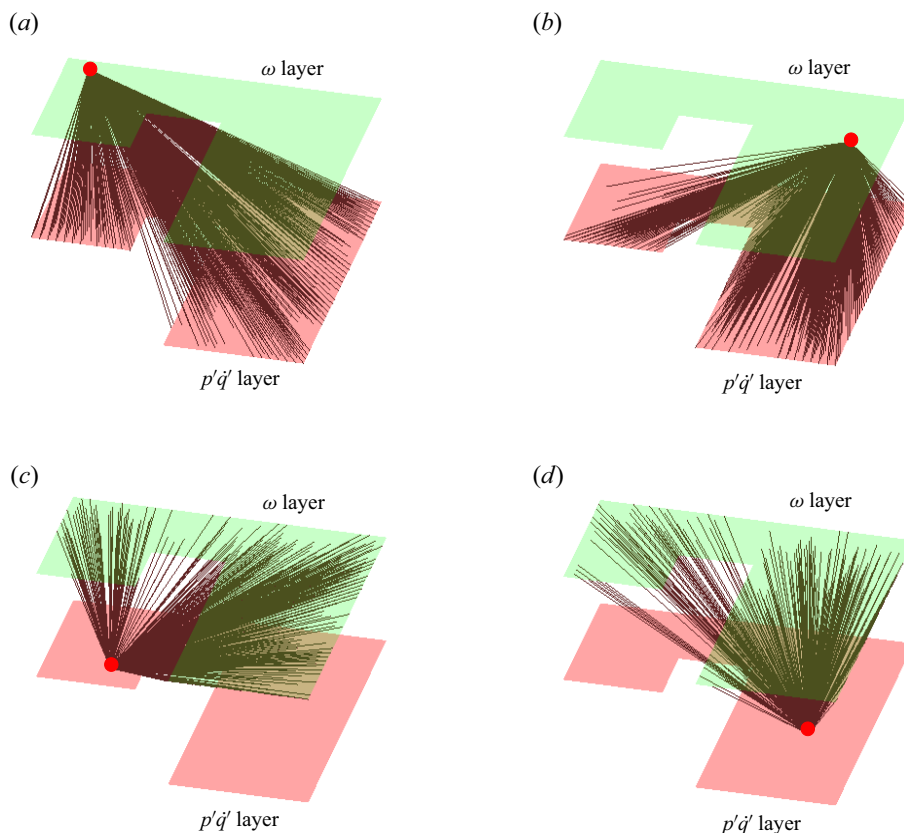 (a)
(b)
ω layer
ω layer
p′q̇′ layer
p′q̇′ layer
(c)
(d)
ω layer
ω layer
p′q̇′ layer
p′q̇′ layer